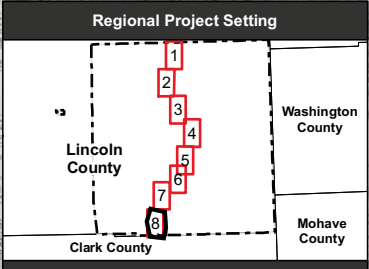 Regional Project Setting
1
2
3
Washington
County
4
Lincoln
County
5
6
7
Mohave
County
8
Clark County